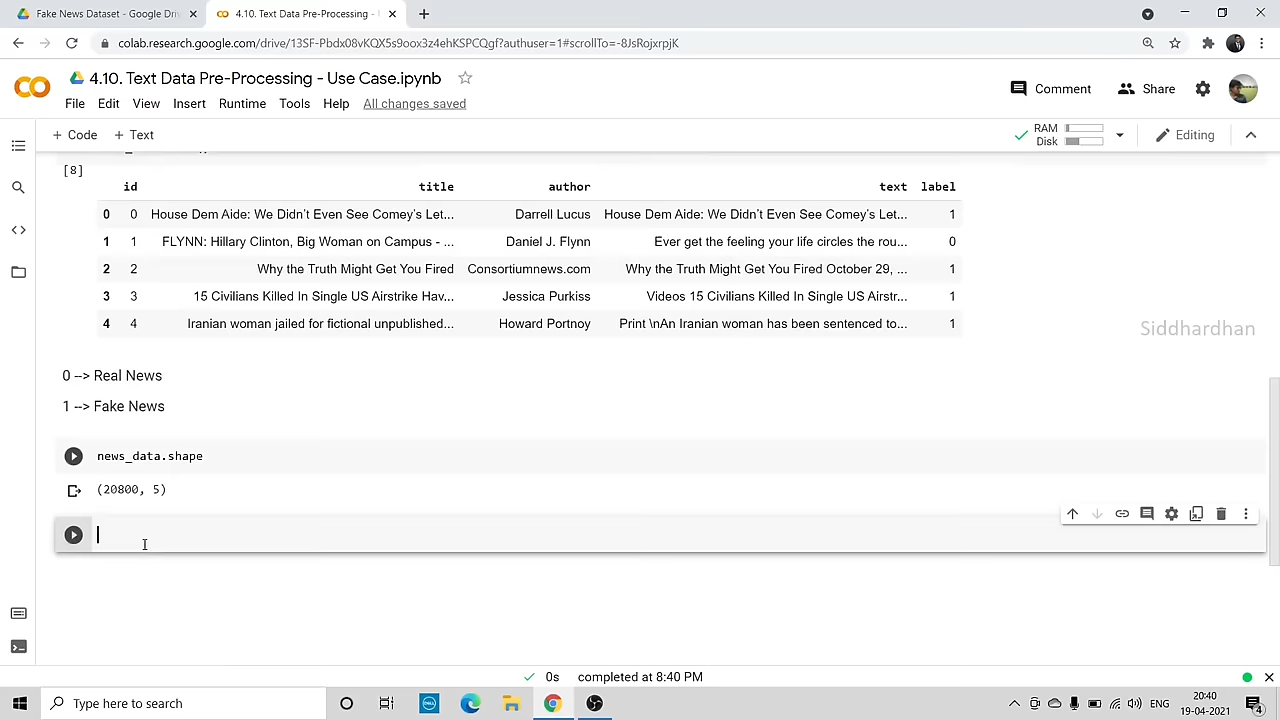 Fake News Dataset - Google Dri
4.10. Text Data Pre-Processing -
colab.research.google.com/drive/13SF-Pbdx08vKQX5s9oox3z4ehKSPCQgf?authuser=1#scrollTo=-8JsRojxrpjK
4.10. Text Data Pre-Processing - Use Case.ipynb
Comment
Share
File Edit View Insert Runtime Tools Help All changes saved
+ Code + Text
RAM
Disk
Editing
[8]
id title author text label
0 0 House Dem Aide: We Didn't Even See Comey's Let... Darrell Lucus House Dem Aide: We Didn't Even See Comey's Let... 1
1 1 FLYNN: Hillary Clinton, Big Woman on Campus - ... Daniel J. Flynn Ever get the feeling your life circles the rou... 0
2 2 Why the Truth Might Get You Fired Consortiumnews.com Why the Truth Might Get You Fired October 29, ... 1
3 3 15 Civilians Killed In Single US Airstrike Hav... Jessica Purkiss Videos 15 Civilians Killed In Single US Airstr... 1
4 4 Iranian woman jailed for fictional unpublished... Howard Portnoy Print \nAn Iranian woman has been sentenced to... 1
Siddhardhan
0 --> Real News
1 --> Fake News
news_data.shape
(20800, 5)
0s completed at 8:40 PM
Type here to search
DELL
ENG
20:40
19-04-2021
4